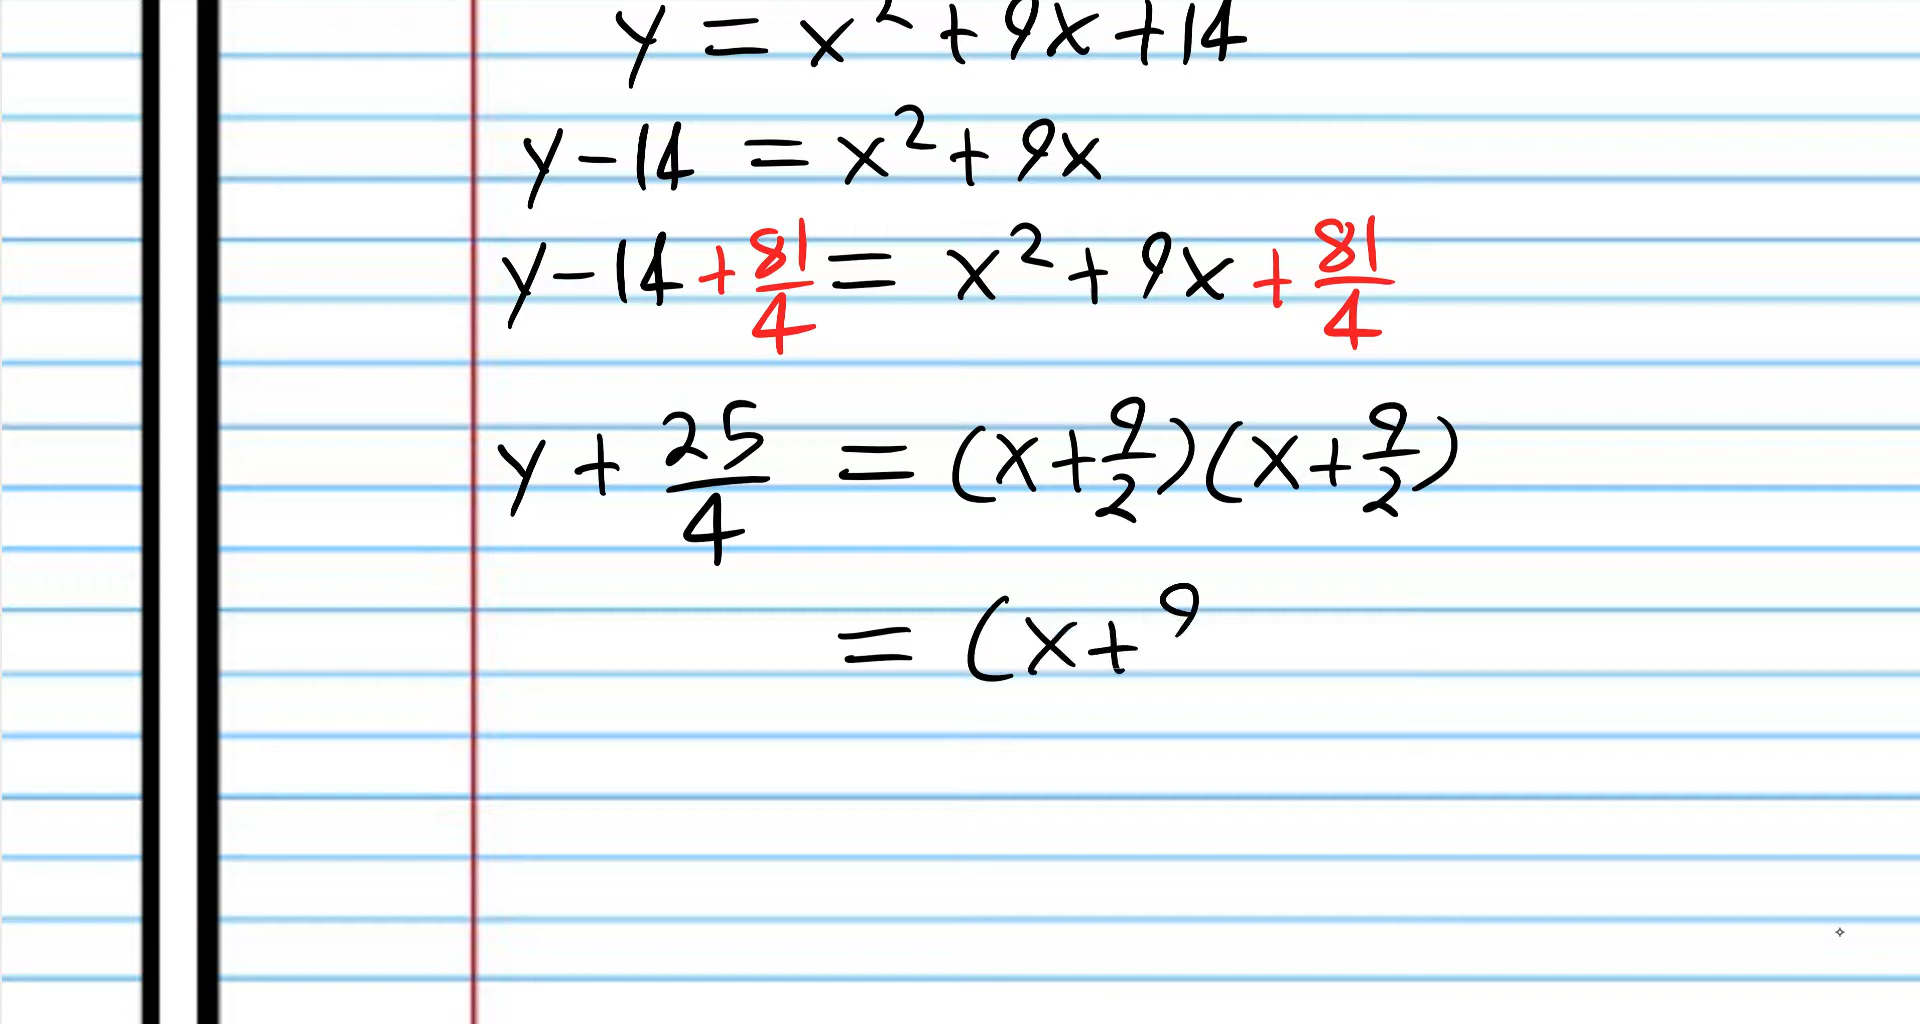 y = x² + 9x + 14
y - 14 = x² + 9x
y - 14 + 81/4 = x² + 9x + 81/4
y + 25/4 = (x + 9/2)(x + 9/2)
= (x + 9